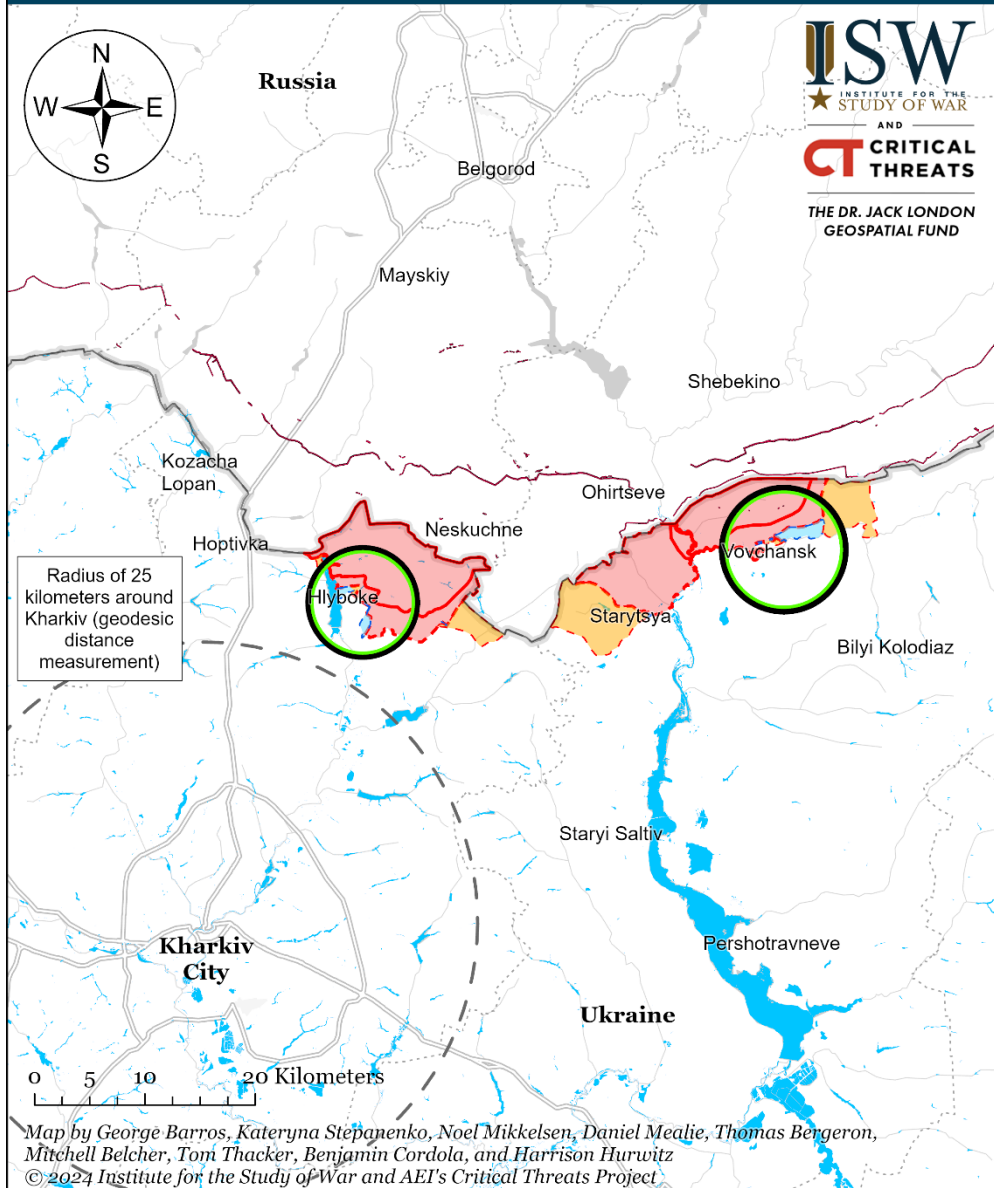 N
W E
S
Russia
ISW
INSTITUTE FOR THE
STUDY OF WAR
AND
CT CRITICAL
THREATS
THE DR. JACK LONDON
GEOSPATIAL FUND
Belgorod
Mayskiy
Shebekino
Kozacha
Lopan
Ohirtseve
Neskuchne
Hoptivka
Vovchansk
Radius of 25
kilometers around
Kharkiv (geodesic
distance
measurement)
Hlyboke
Starytsya
Bilyi Kolodiaz
Staryi Saltiv
Kharkiv
City
Pershotravneve
Ukraine
0 5 10 20 Kilometers
Map by George Barros, Kateryna Stepanenko, Noel Mikkelsen, Daniel Mealie, Thomas Bergeron,
Mitchell Belcher, Tom Thacker, Benjamin Cordola, and Harrison Hurwitz
© 2024 Institute for the Study of War and AEI's Critical Threats Project